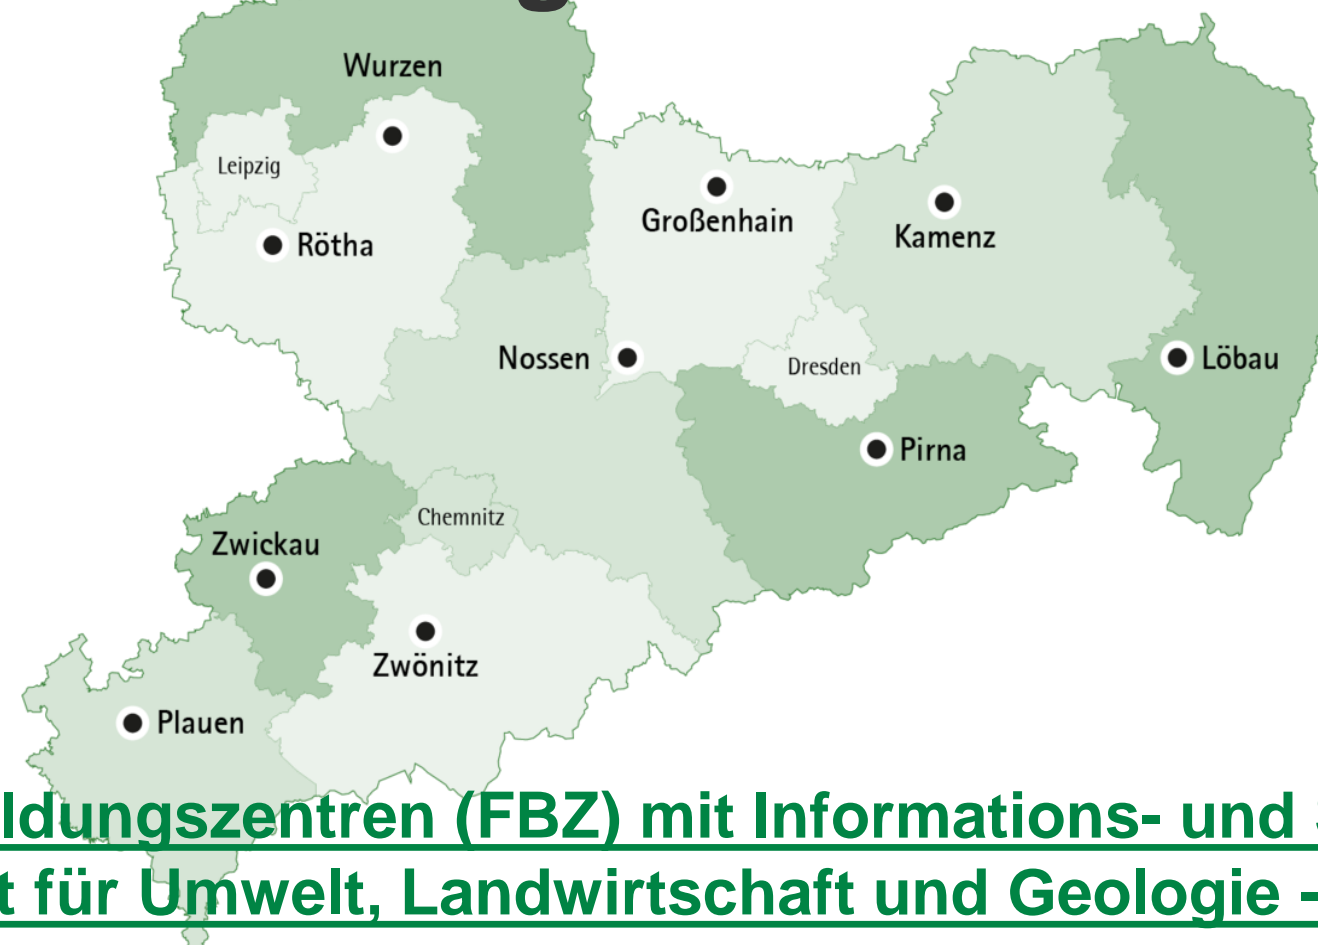 Wurzen
Leipzig
Rötha
Großenhain
Kamenz
Nossen
Dresden
Löbau
Pirna
Chemnitz
Zwickau
Zwönitz
Plauen
ldungszentren (FBZ) mit Informations- und
t für Umwelt, Landwirtschaft und Geologie -